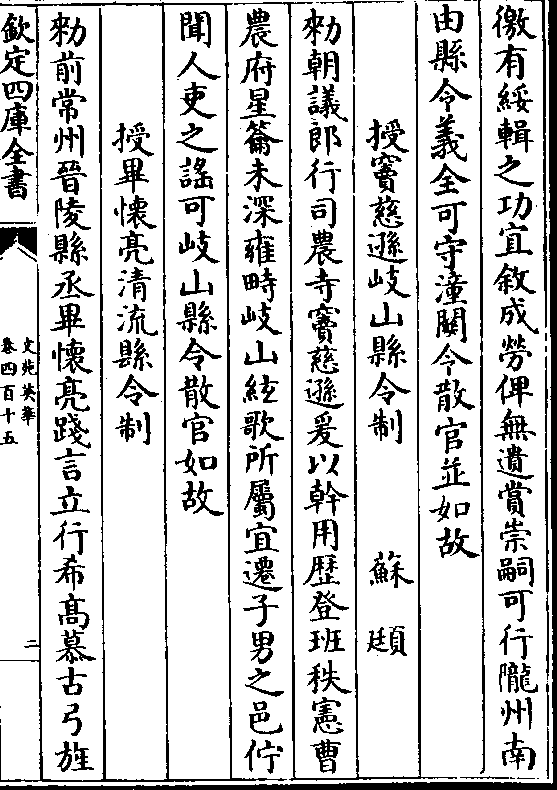 徼有綏輯之功宜敘成勞俾無遺賞崇嗣可行隴州南
由縣令義全可守潼關令散官並如故
授竇慈遜岐山縣令制 蘇頲
勑朝議郎行司農寺竇慈遜爰以幹用歴登班秩憲曹
農府星籥未深雍畤岐山絃歌所屬宜遷子男之邑佇
聞人吏之謠可岐山縣令散官如故
授畢懷亮清流縣令制
勑前常州晉陵縣丞畢懷亮踐言立行希髙慕古弓旌
欽定四庫全書
文苑英華
卷四百十五
二